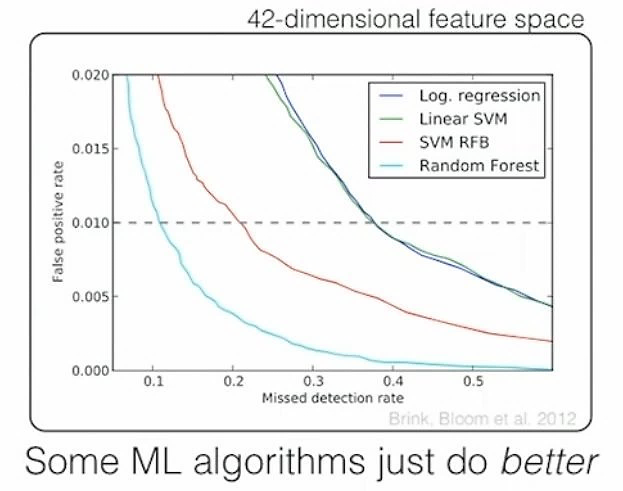 42-dimensional feature space
0.020
0.015
0.010
0.005
0.000
False positive rate
Log. regression
Linear SVM
SVM RFB
Random Forest
0.1 0.2 0.3 0.4 0.5
Missed detection rate
Brink, Bloom et al. 2012
Some ML algorithms just do better